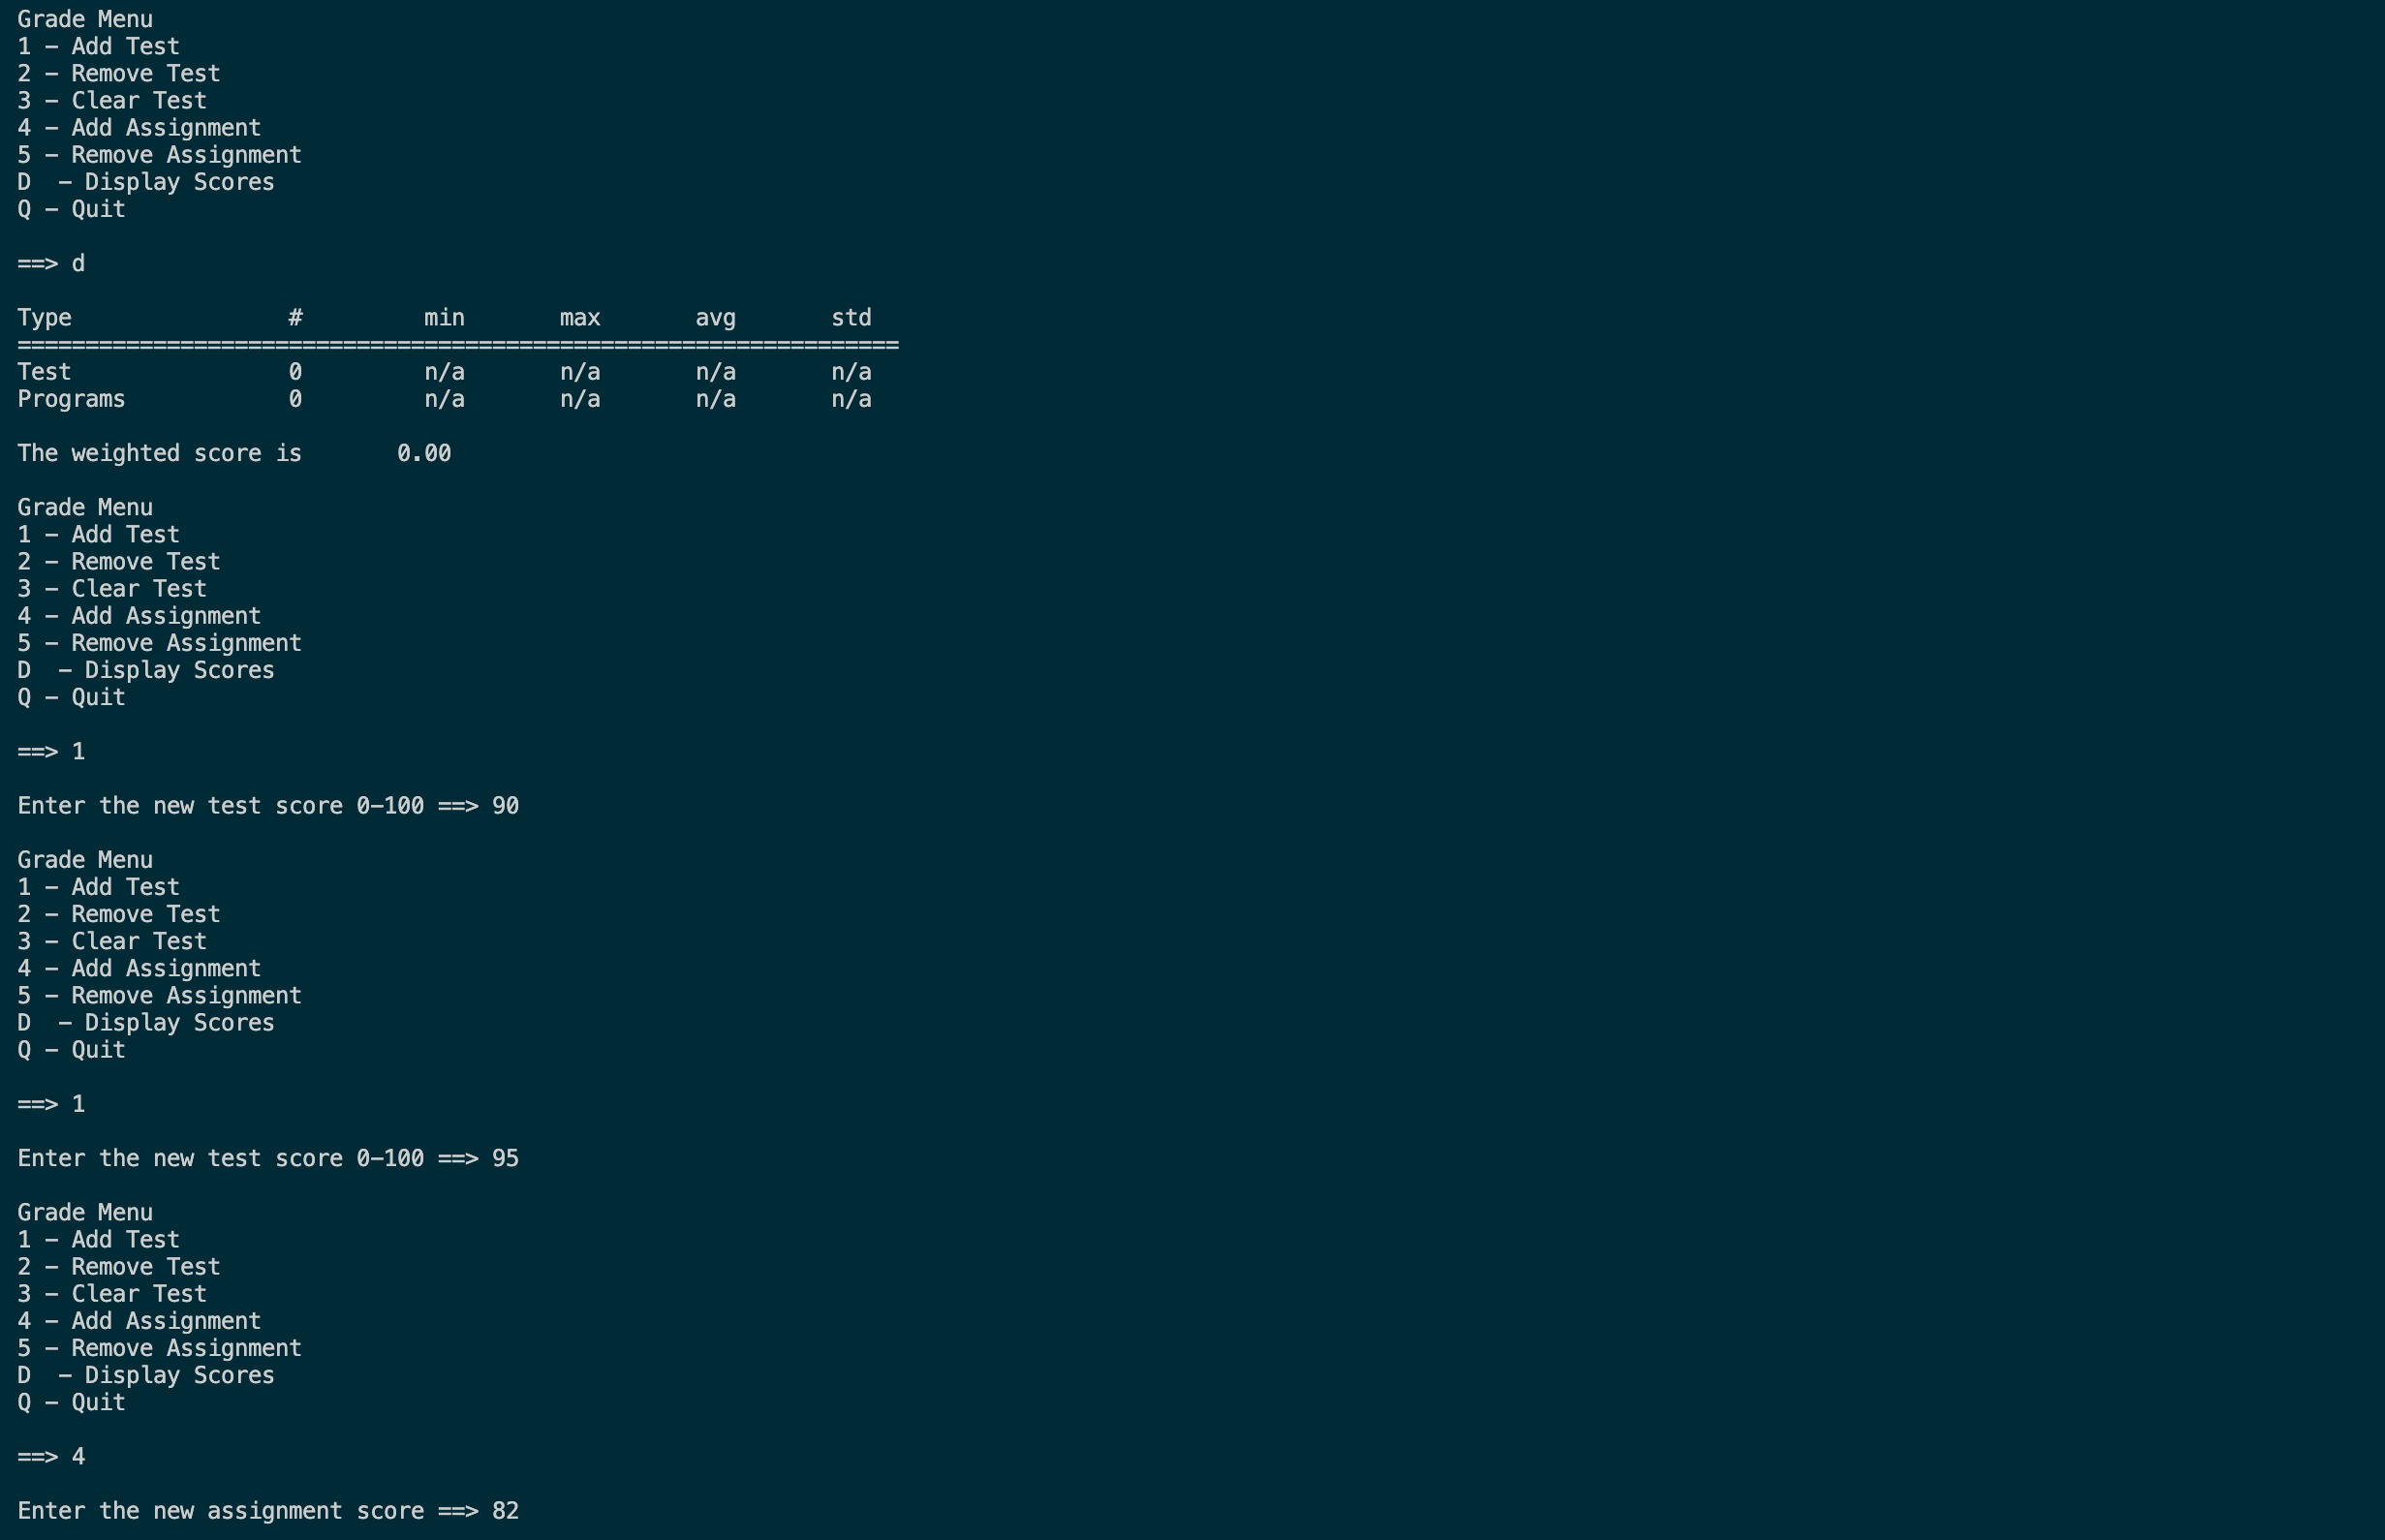 Grade Menu
1 – Add Test
2 – Remove Test
3 – Clear Test
4 – Add Assignment
5 – Remove Assignment
D  – Display Scores
Q – Quit
==> d
Type                #         min       max       avg       std
=================================================================
Test                0         n/a       n/a       n/a       n/a
Programs            0         n/a       n/a       n/a       n/a
The weighted score is       0.00
Grade Menu
1 – Add Test
2 – Remove Test
3 – Clear Test
4 – Add Assignment
5 – Remove Assignment
D  – Display Scores
Q – Quit
==> 1
Enter the new test score 0–100 ==> 90
Grade Menu
1 – Add Test
2 – Remove Test
3 – Clear Test
4 – Add Assignment
5 – Remove Assignment
D  – Display Scores
Q – Quit
==> 1
Enter the new test score 0–100 ==> 95
Grade Menu
1 – Add Test
2 – Remove Test
3 – Clear Test
4 – Add Assignment
5 – Remove Assignment
D  – Display Scores
Q – Quit
==> 4
Enter the new assignment score ==> 82